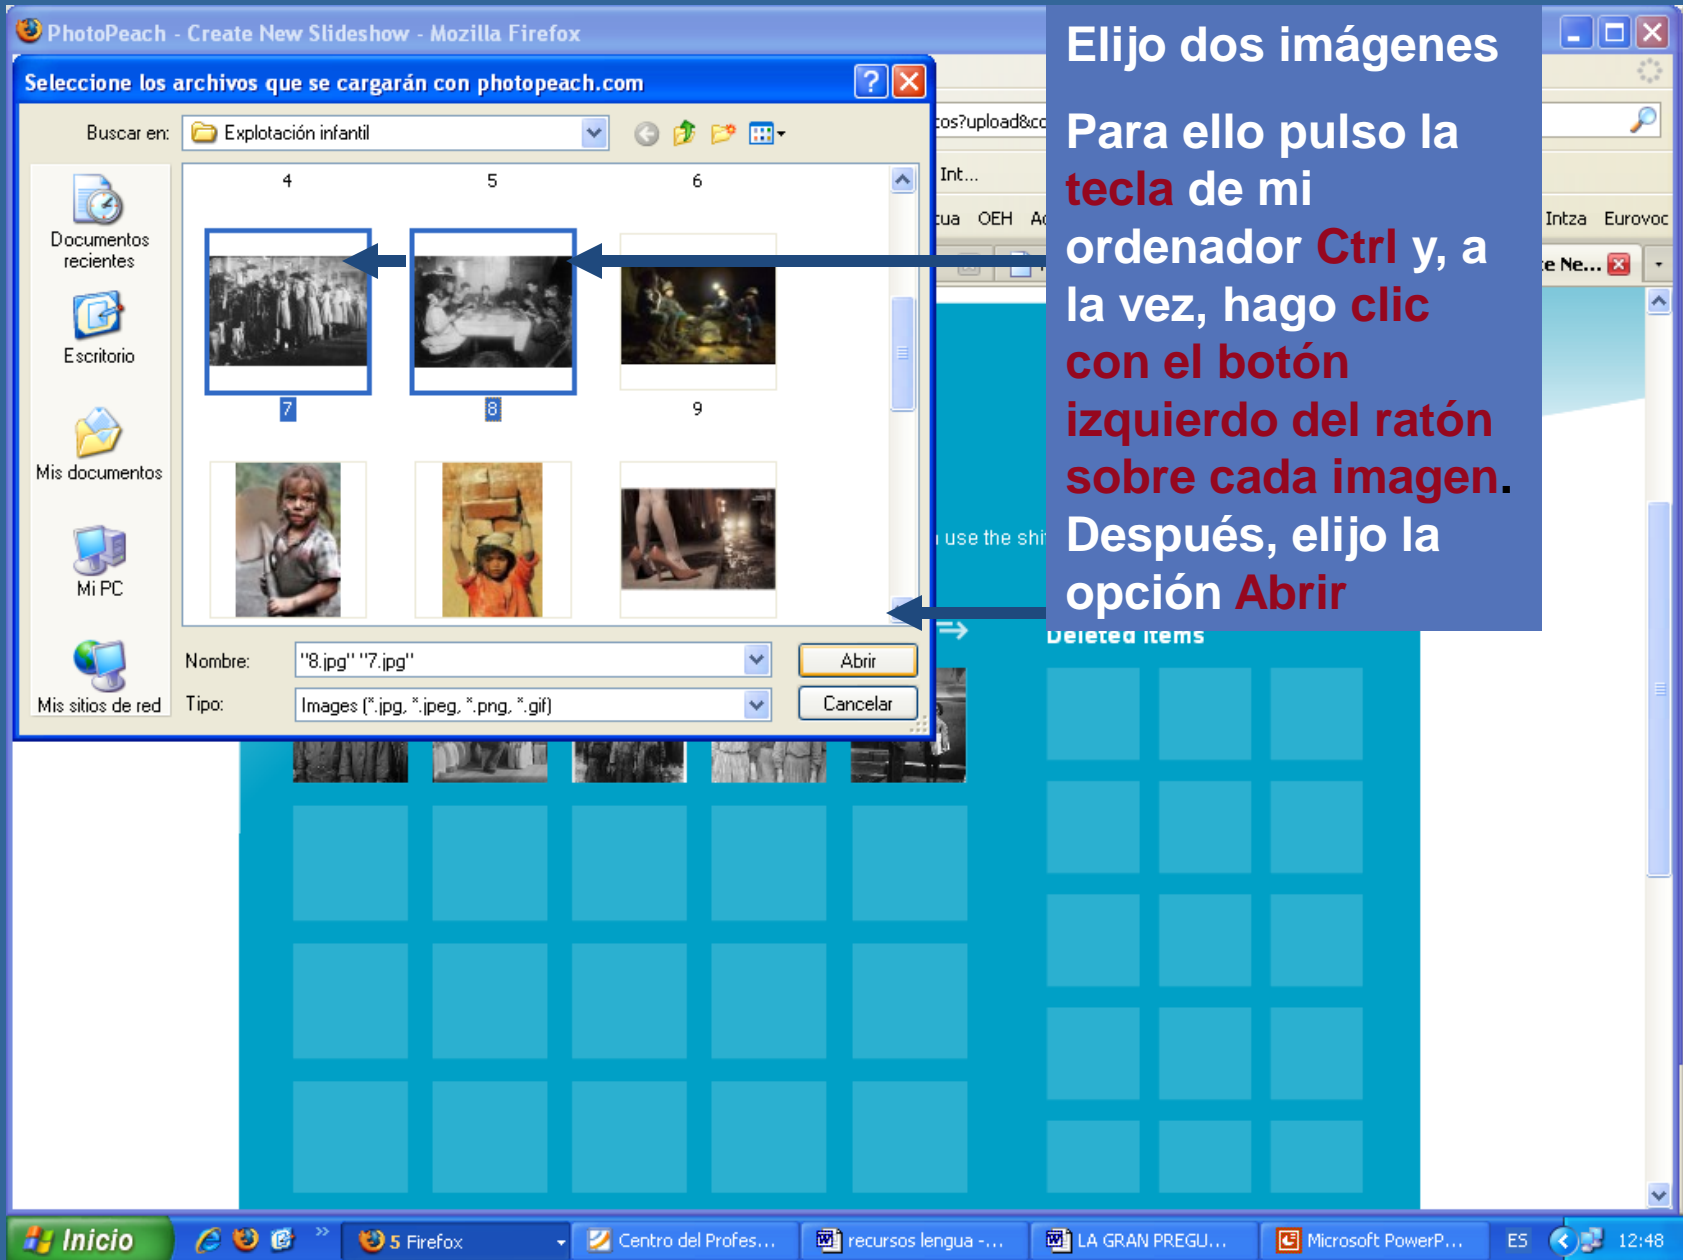 PhotoPeach - Create New Slideshow - Mozilla Firefox
Seleccione los archivos que se cargarán con photopeach.com
Buscar en:
Explotación infantil
Documentos
recientes
Escritorio
Mis documentos
Mi PC
Mis sitios de red
4 5 6
7 8 9
Nombre:
"8.jpg" "7.jpg"
Abrir
Tipo:
Images (*.jpg, *.jpeg, *.png, *.gif)
Cancelar
Elijo dos imágenes
Para ello pulso la
tecla de mi
ordenador Ctrl y, a
la vez, hago clic
con el botón
izquierdo del ratón
sobre cada imagen.
Después, elijo la
opción Abrir
Int...
OEH
Intza Eurovoc
e Ne...
use the
Deleted items
Inicio
5 Firefox
Centro del Profes...
recursos lengua -...
LA GRAN PREGU...
Microsoft PowerP...
ES
12:48